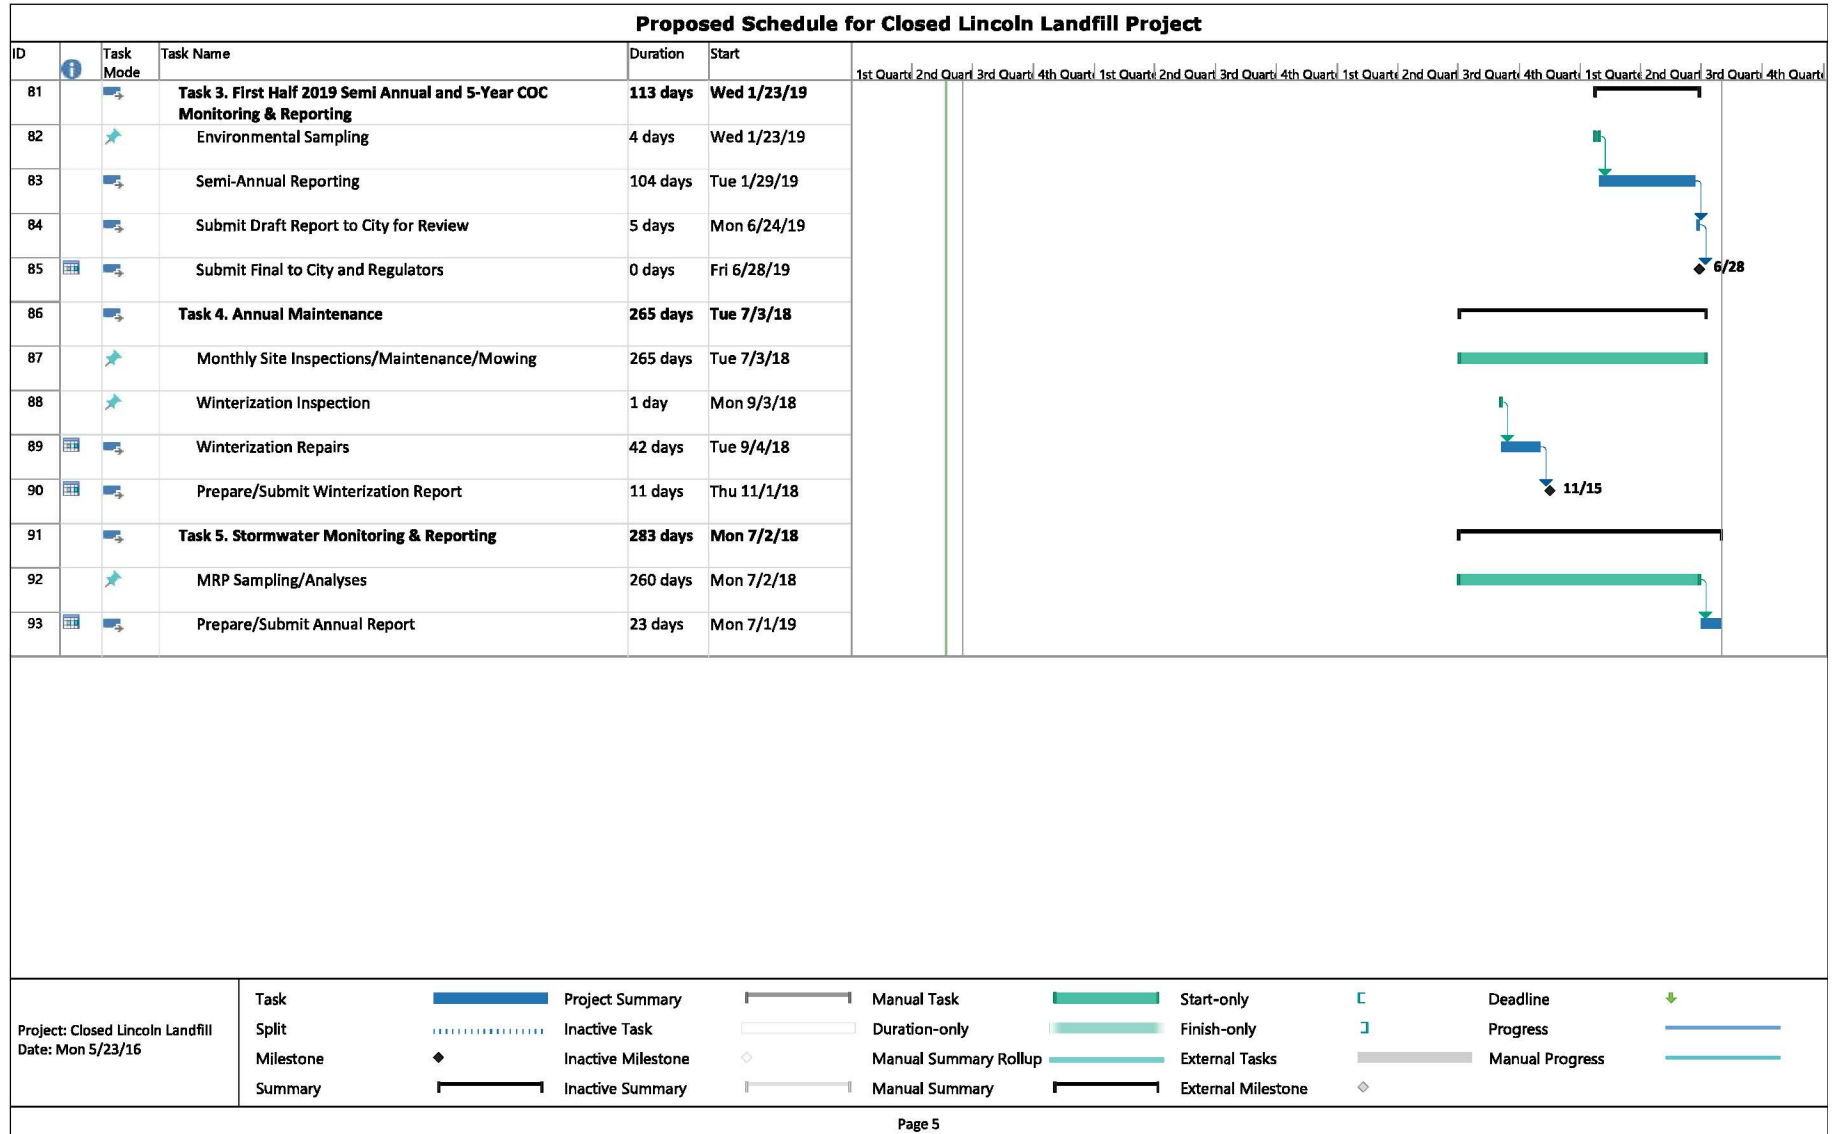 Proposed Schedule for Closed Lincoln Landfill Project
ID Task Mode Task Name Duration Start
1st Quarte 2nd Quart 3rd Quarte 4th Quarte 1st Quarte 2nd Quart 3rd Quarte 4th Quarte 1st Quarte 2nd Quart 3rd Quarte 4th Quarte 1st Quarte 2nd Quart 3rd Quarte 4th Quarte
81 Task 3. First Half 2019 Semi Annual and 5-Year COC 113 days Wed 1/23/19
Monitoring & Reporting
82 Environmental Sampling 4 days Wed 1/23/19
83 Semi-Annual Reporting 104 days Tue 1/29/19
84 Submit Draft Report to City for Review 5 days Mon 6/24/19
85 Submit Final to City and Regulators 0 days Fri 6/28/19 6/28
86 Task 4. Annual Maintenance 265 days Tue 7/3/18
87 Monthly Site Inspections/Maintenance/Mowing 265 days Tue 7/3/18
88 Winterization Inspection 1 day Mon 9/3/18
89 Winterization Repairs 42 days Tue 9/4/18
90 Prepare/Submit Winterization Report 11 days Thu 11/1/18 11/15
91 Task 5. Stormwater Monitoring & Reporting 283 days Mon 7/2/18
92 MRP Sampling/Analyses 260 days Mon 7/2/18
93 Prepare/Submit Annual Report 23 days Mon 7/1/19
Project: Closed Lincoln Landfill
Date: Mon 5/23/16
Task Project Summary Manual Task Start-only Deadline
Split Inactive Task Duration-only Finish-only Progress
Milestone Inactive Milestone Manual Summary Rollup External Tasks Manual Progress
Summary Inactive Summary Manual Summary External Milestone
Page 5